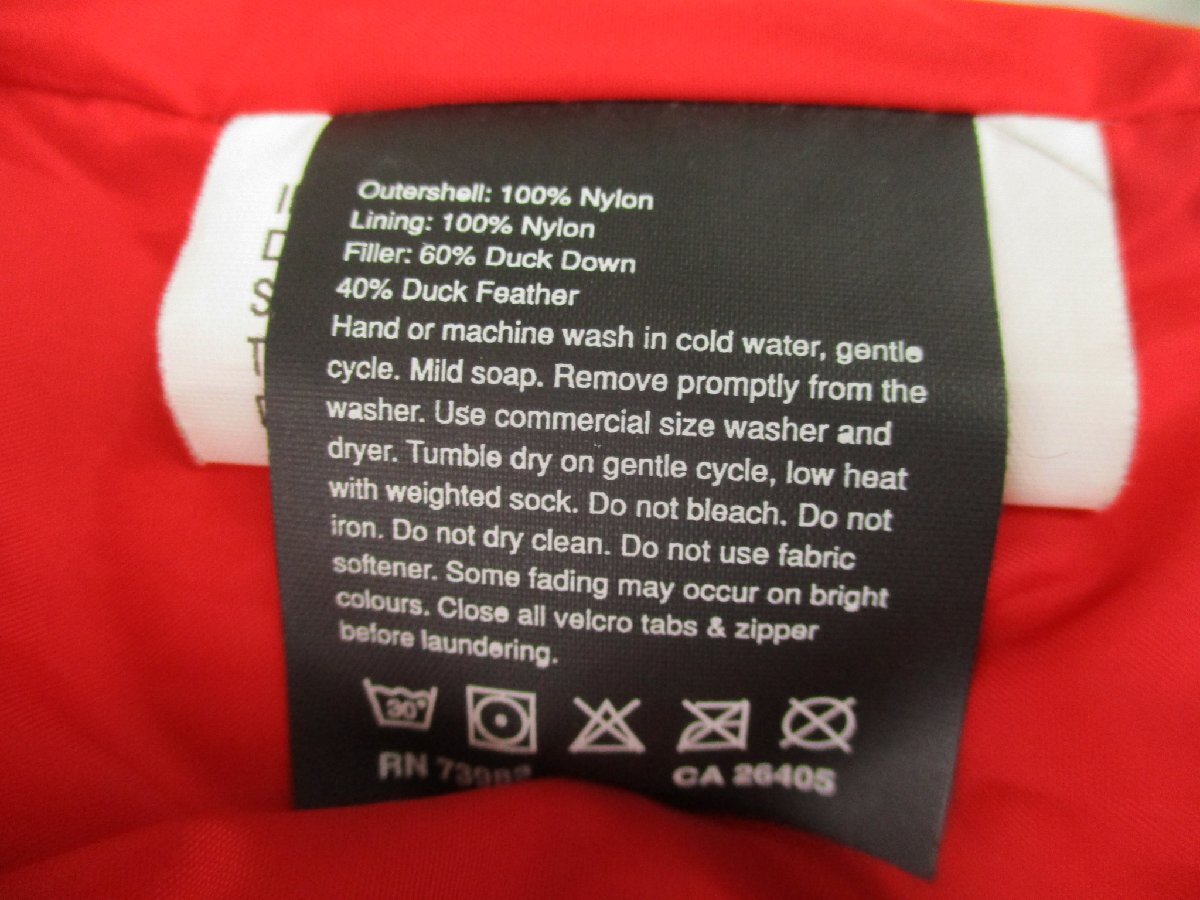 Outershell: 100% Nylon
Lining: 100% Nylon
Filler: 60% Duck Down
40% Duck Feather
Hand or machine wash in cold water, gentle
cycle. Mild soap. Remove promptly from the
washer. Use commercial size washer and
dryer. Tumble dry on gentle cycle, low heat
with weighted sock. Do not bleach. Do not
iron. Do not dry clean. Do not use fabric
softener. Some fading may occur on bright
colours. Close all velcro tabs & zipper
before laundering.
30°
RN
CA 26405